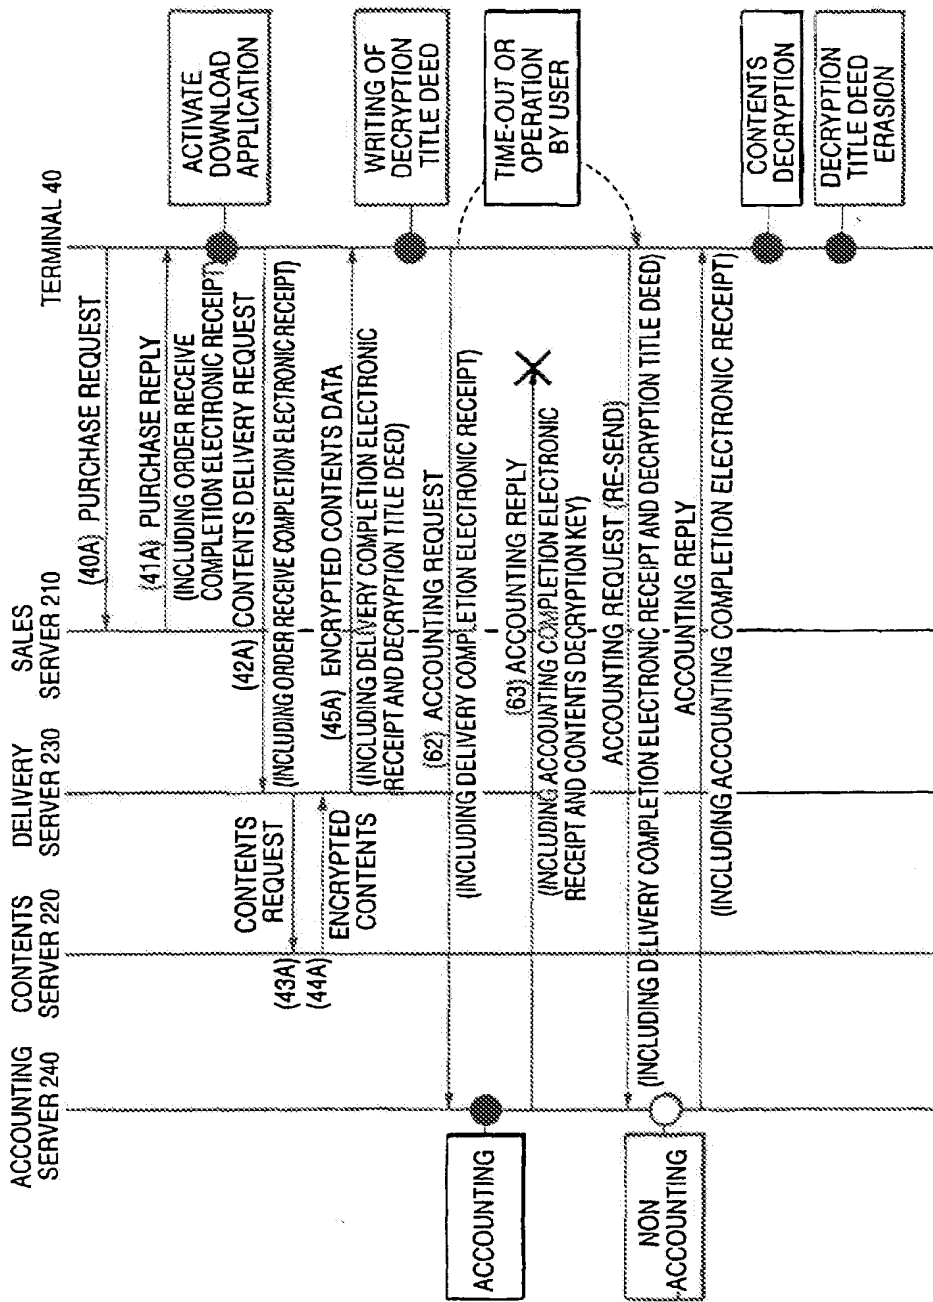 ACCOUNTING
SERVER 240
CONTENTS
SERVER 220
DELIVERY
SERVER 230
SALES
SERVER 210
TERMINAL 40
(40A) PURCHASE REQUEST
(41A) PURCHASE REPLY
(INCLUDING ORDER RECEIVE
COMPLETION ELECTRONIC RECEIPT)
ACTIVATE
DOWNLOAD
APPLICATION
(42A) CONTENTS DELIVERY REQUEST
(INCLUDING ORDER RECEIVE COMPLETION ELECTRONIC RECEIPT)
CONTENTS
REQUEST
(43A)
(44A)
ENCRYPTED
CONTENTS
(45A) ENCRYPTED CONTENTS DATA
(INCLUDING DELIVERY COMPLETION ELECTRONIC
RECEIPT AND DECRYPTION TITLE DEED)
WRITING OF
DECRYPTION
TITLE DEED
(62) ACCOUNTING REQUEST
(INCLUDING DELIVERY COMPLETION ELECTRONIC RECEIPT)
ACCOUNTING
TIME-OUT OR
OPERATION
BY USER
(63) ACCOUNTING REPLY
(INCLUDING ACCOUNTING COMPLETION ELECTRONIC
RECEIPT AND CONTENTS DECRYPTION KEY)
ACCOUNTING REQUEST (RE-SEND)
(INCLUDING DELIVERY COMPLETION ELECTRONIC RECEIPT AND DECRYPTION TITLE DEED)
NON
ACCOUNTING
ACCOUNTING REPLY
(INCLUDING ACCOUNTING COMPLETION ELECTRONIC RECEIPT)
CONTENTS
DECRYPTION
DECRYPTION
TITLE DEED
ERASION